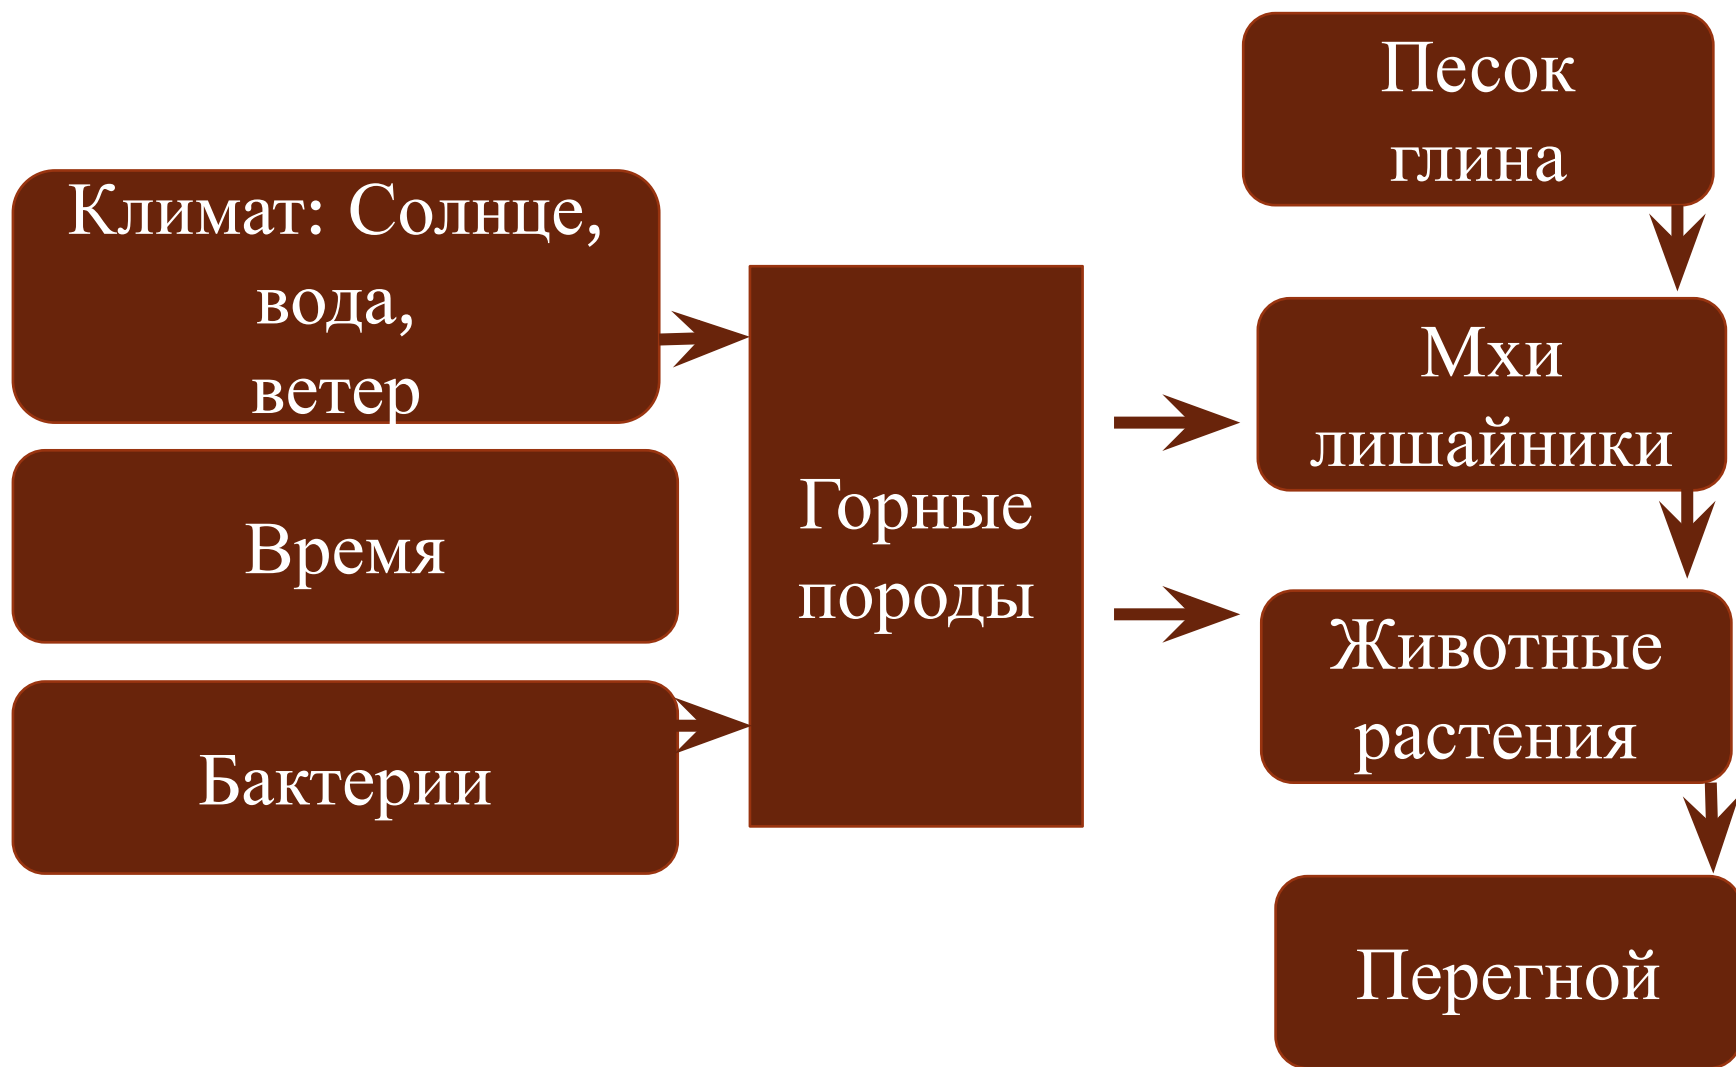 Климат: Солнце,
вода,
ветер
Время
Бактерии
Горные
породы
Песок
глина
Мхи
лишайники
Животные
растения
Перегной